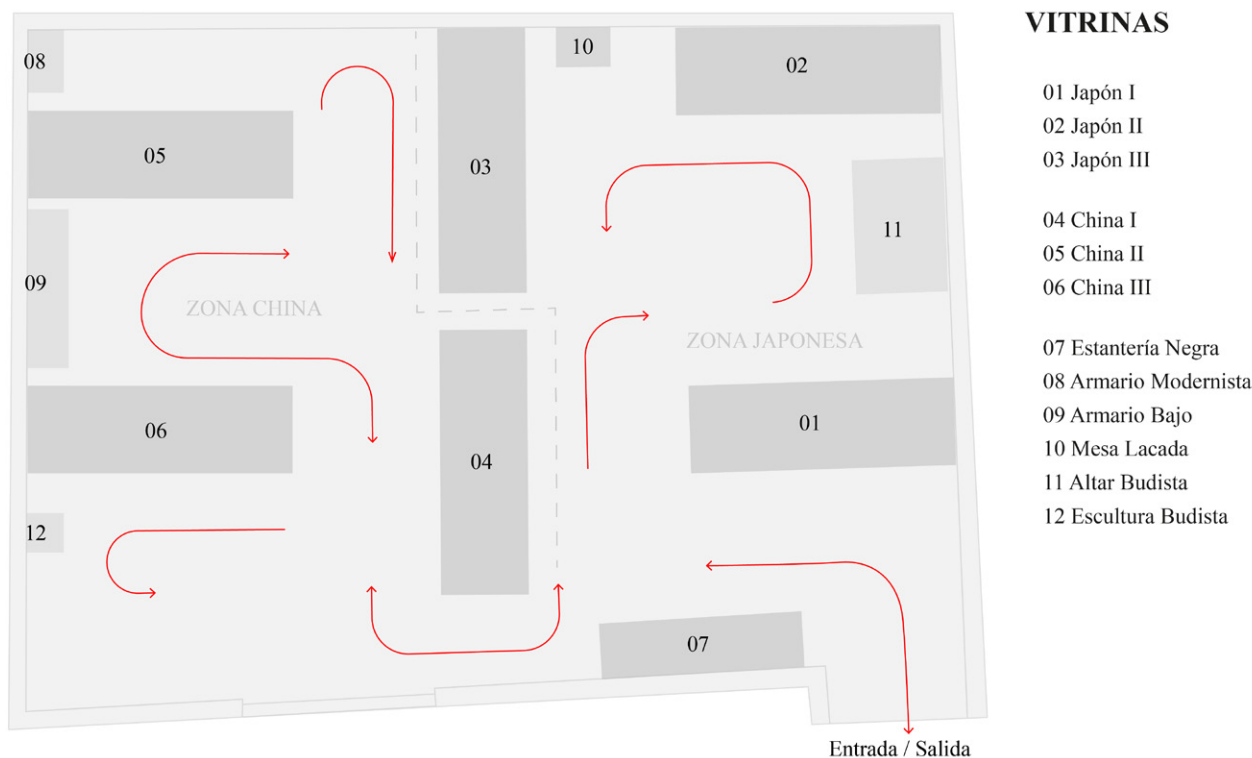 VITRINAS
01 Japón I
02 Japón II
03 Japón III
04 China I
05 China II
06 China III
07 Estantería Negra
08 Armario Modernista
09 Armario Bajo
10 Mesa Lacada
11 Altar Budista
12 Escultura Budista
08
10
02
05
03
11
09
ZONA CHINA
ZONA JAPONESA
06
01
04
12
07
Entrada / Salida